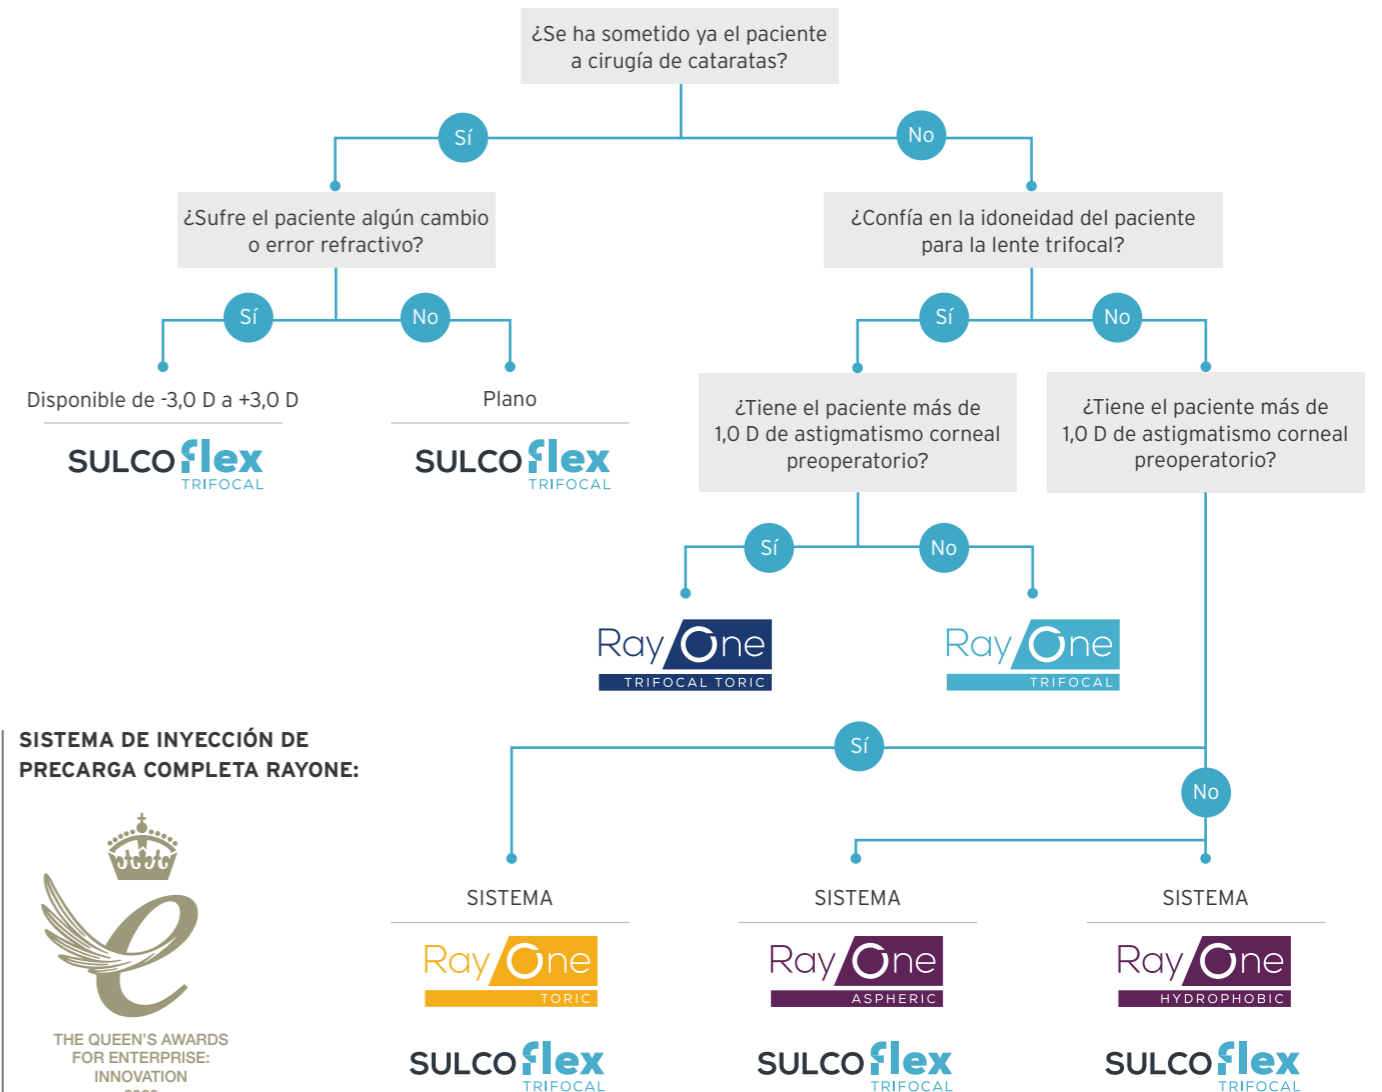 ¿Se ha sometido ya el paciente
a cirugía de cataratas?
Sí
No
¿Sufre el paciente algún cambio
o error refractivo?
¿Confía en la idoneidad del paciente
para la lente trifocal?
Sí
No
Sí
No
Disponible de -3,0 D a +3,0 D
SULCOflex
TRIFOCAL
Plano
SULCOflex
TRIFOCAL
¿Tiene el paciente más de
1,0 D de astigmatismo corneal
preoperatorio?
¿Tiene el paciente más de
1,0 D de astigmatismo corneal
preoperatorio?
Sí
No
RayOne
TRIFOCAL TORIC
RayOne
TRIFOCAL
Sí
No
SISTEMA DE INYECCIÓN DE
PRECARGA COMPLETA RAYONE:
THE QUEEN'S AWARDS
FOR ENTERPRISE:
INNOVATION
SISTEMA
RayOne
TORIC
SULCOflex
TRIFOCAL
SISTEMA
RayOne
ASPHERIC
SULCOflex
TRIFOCAL
SISTEMA
RayOne
HYDROPHOBIC
SULCOflex
TRIFOCAL